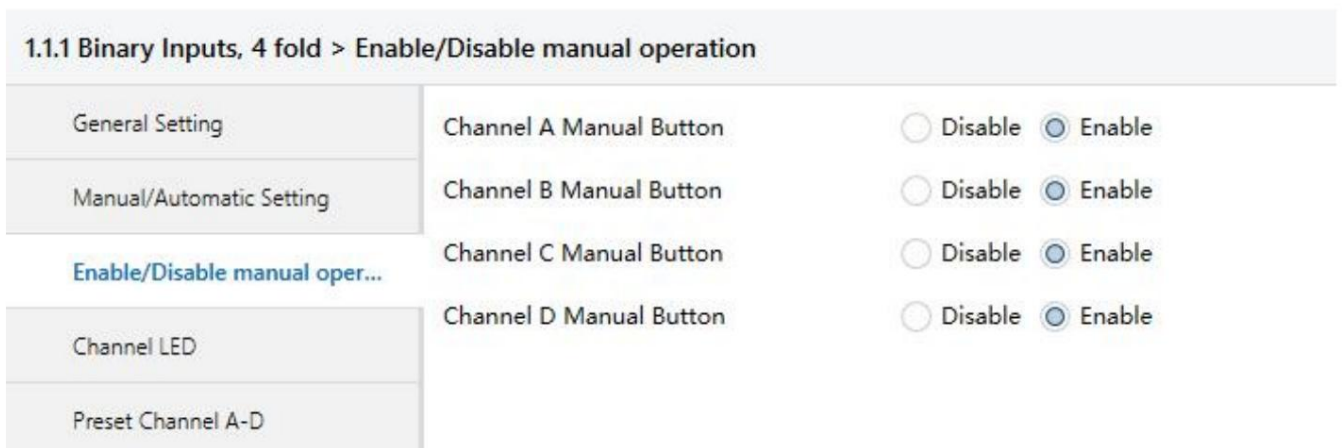 1.1.1 Binary Inputs, 4 fold > Enable/Disable manual operation
General Setting
Manual/Automatic Setting
Enable/Disable manual oper...
Channel LED
Preset Channel A-D
Channel A Manual Button Disable Enable
Channel B Manual Button Disable Enable
Channel C Manual Button Disable Enable
Channel D Manual Button Disable Enable